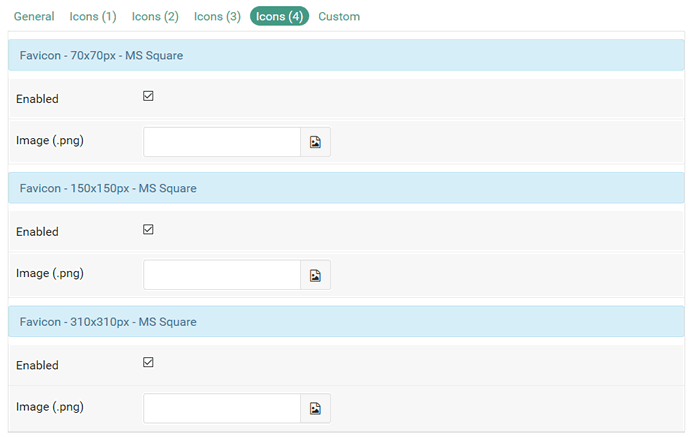 General Icons (1) Icons (2) Icons (3) Icons (4) Custom
Favicon - 70x70px - MS Square
Enabled
Image (.png)
Favicon - 150x150px - MS Square
Enabled
Image (.png)
Favicon - 310x310px - MS Square
Enabled
Image (.png)